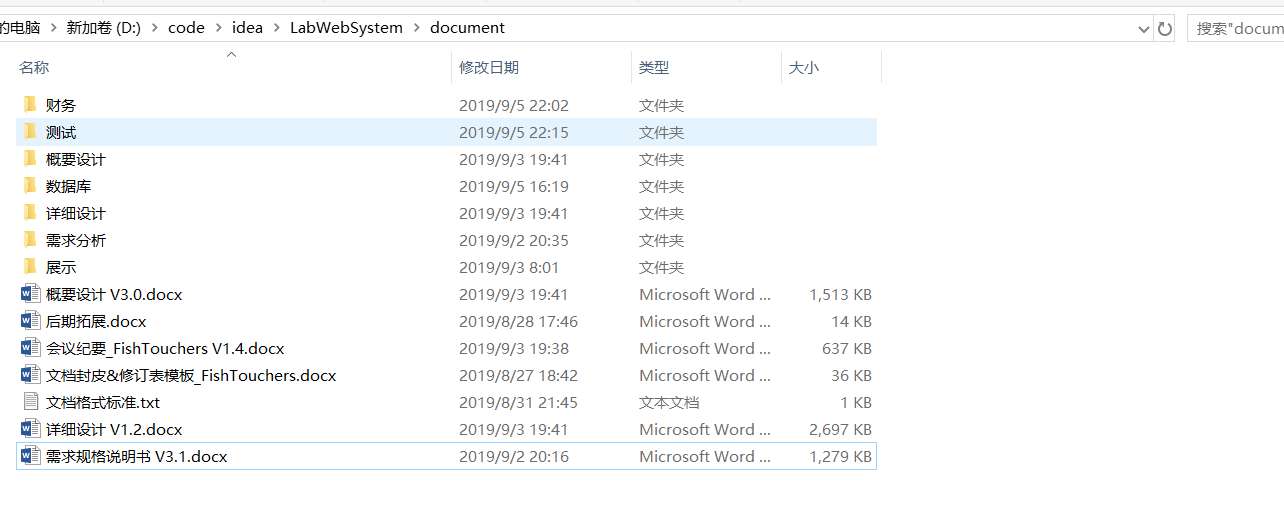 的电脑 > 新加卷 (D:) > code > idea > LabWebSystem > document 搜索"docum
名称 修改日期 类型 大小
财务 2019/9/5 22:02 文件夹
测试 2019/9/5 22:15 文件夹
概要设计 2019/9/3 19:41 文件夹
数据库 2019/9/5 16:19 文件夹
详细设计 2019/9/3 19:41 文件夹
需求分析 2019/9/2 20:35 文件夹
展示 2019/9/3 8:01 文件夹
概要设计 V3.0.docx 2019/9/3 19:41 Microsoft Word ... 1,513 KB
后期拓展.docx 2019/8/28 17:46 Microsoft Word ... 14 KB
会议纪要_FishTouchers V1.4.docx 2019/9/3 19:38 Microsoft Word ... 637 KB
文档封皮&修订表模板_FishTouchers.docx 2019/8/27 18:42 Microsoft Word ... 36 KB
文档格式标准.txt 2019/8/31 21:45 文本文档 1 KB
详细设计 V1.2.docx 2019/9/3 19:41 Microsoft Word ... 2,697 KB
需求规格说明书 V3.1.docx 2019/9/2 20:16 Microsoft Word ... 1,279 KB